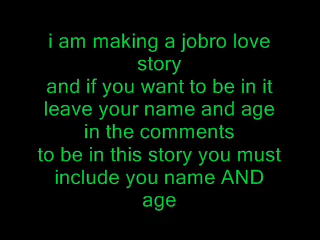 i am making a jobro love
story
and if you want to be in it
leave your name and age
in the comments
to be in this story you must
include you name AND
age